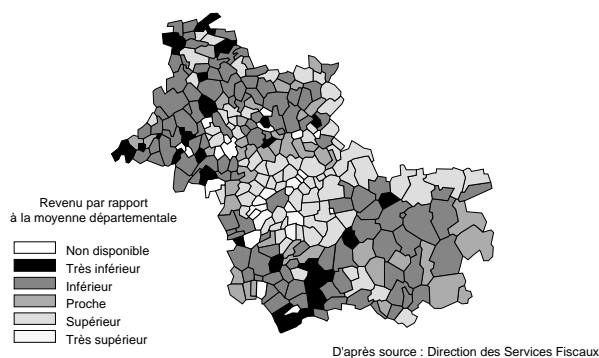 Revenu par rapport
à la moyenne départementale
Non disponible
Très inférieur
Inférieur
Proche
Supérieur
Très supérieur
D'après source : Direction des Services Fiscaux